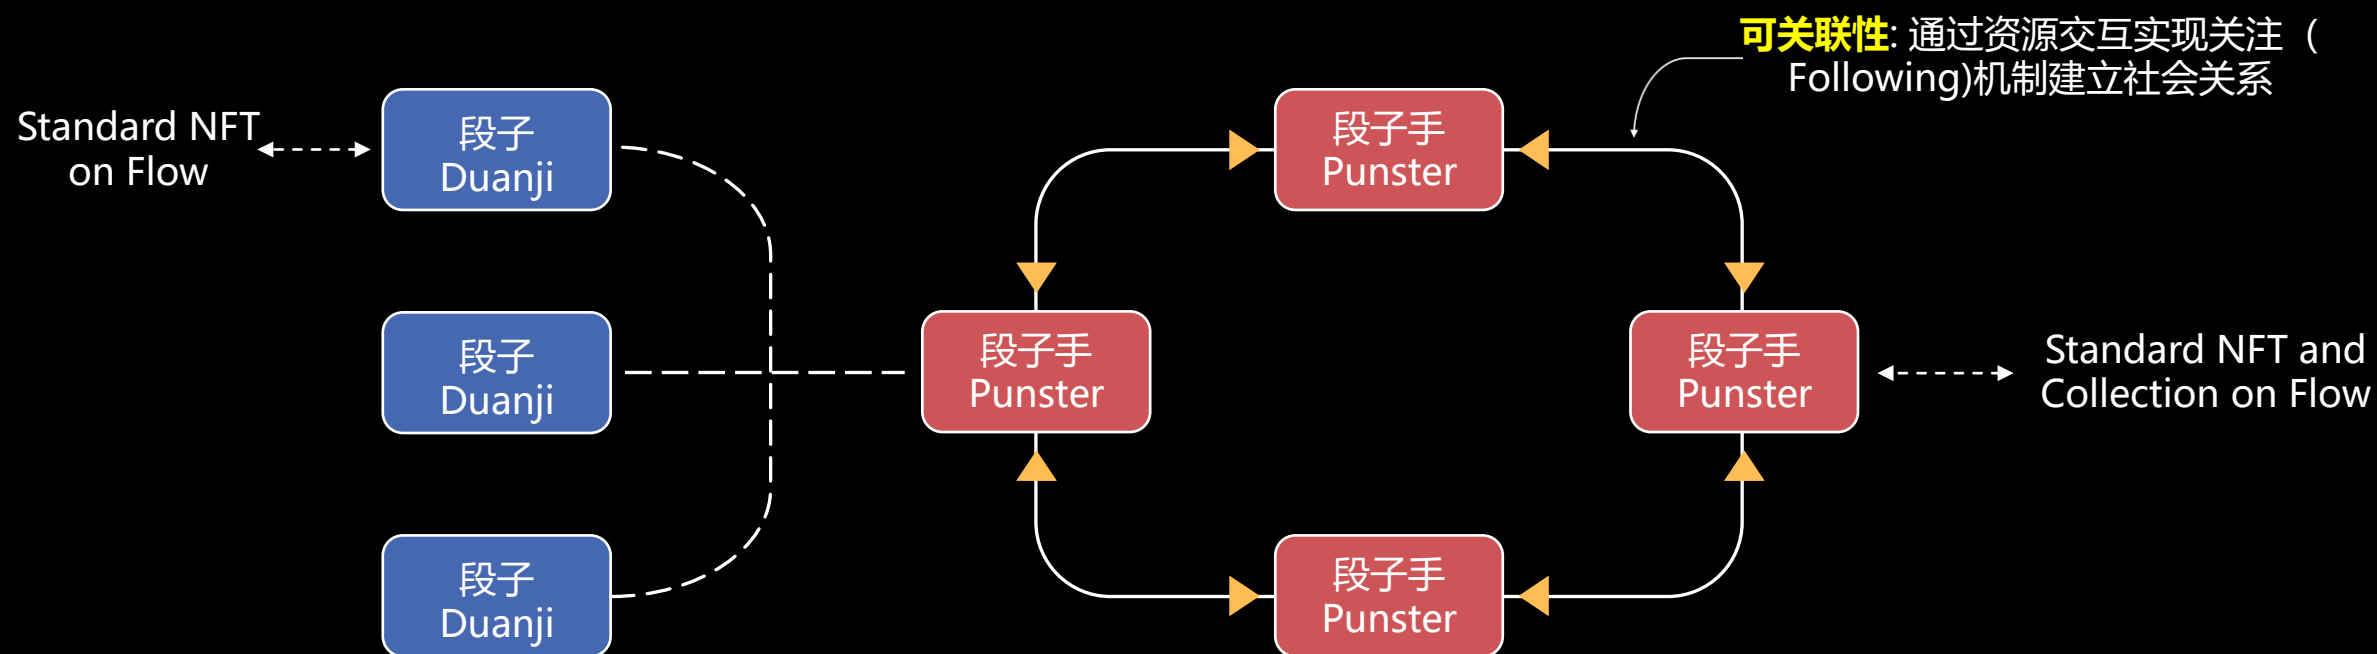 可关联性: 通过资源交互实现关注（
Following)机制建立社会关系
Standard NFT
on Flow
段子
Duanji
段子手
Punster
段子
Duanji
段子手
Punster
段子手
Punster
Standard NFT and
Collection on Flow
段子
Duanji
段子手
Punster